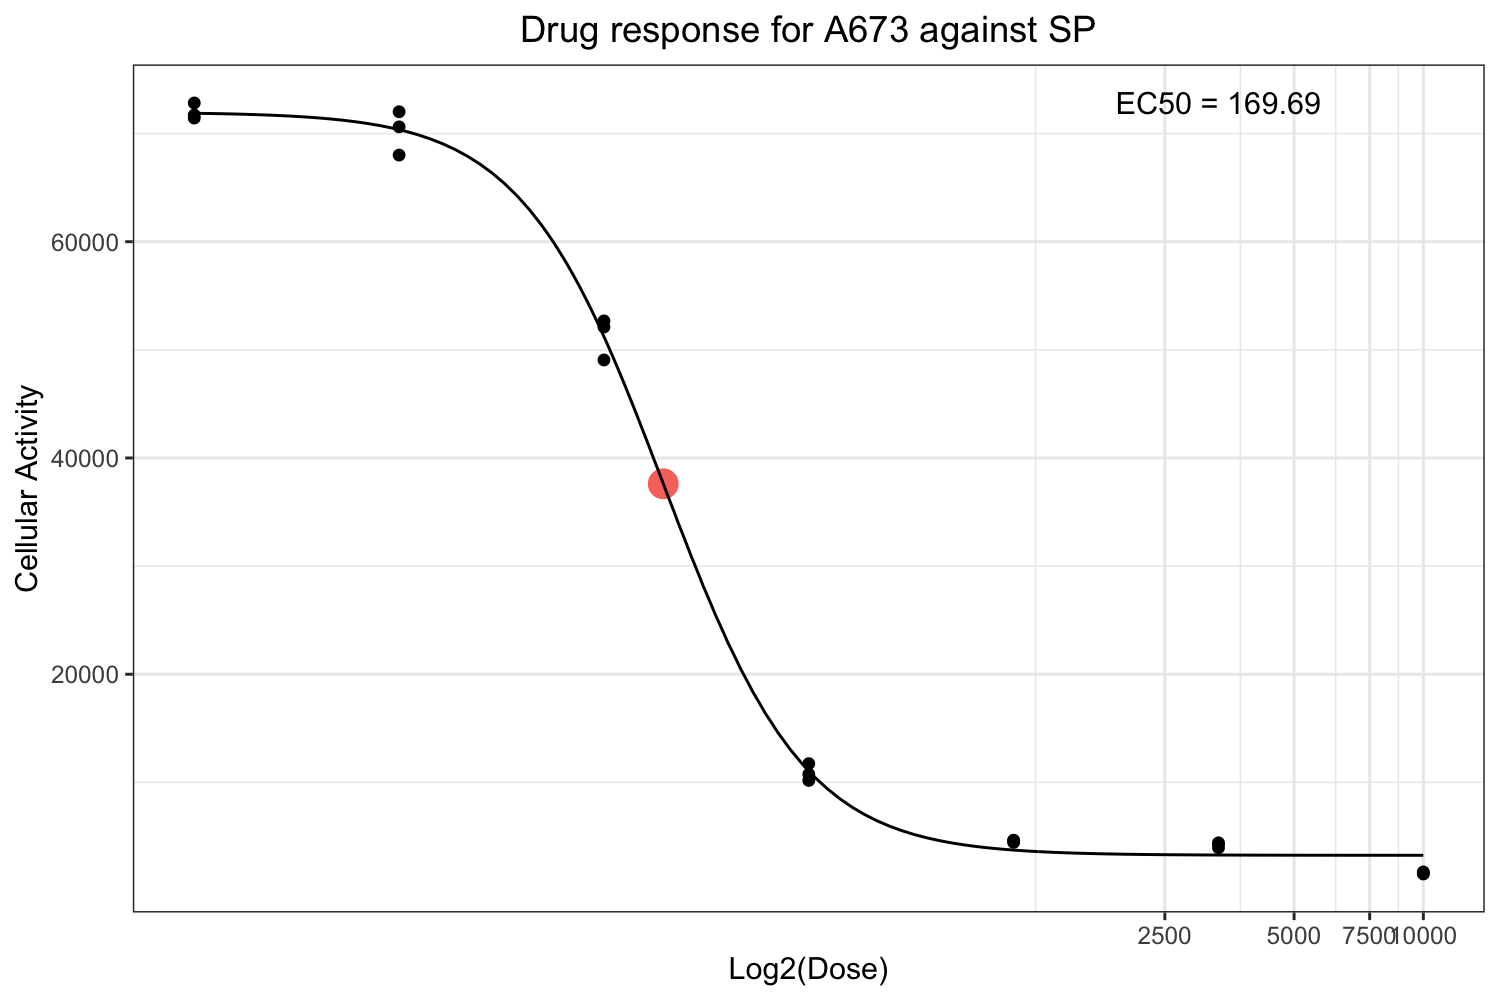 Drug response for A673 against SP
EC50 = 169.69
Cellular Activity
60000
40000
20000
2500 5000 7500 10000
Log2(Dose)